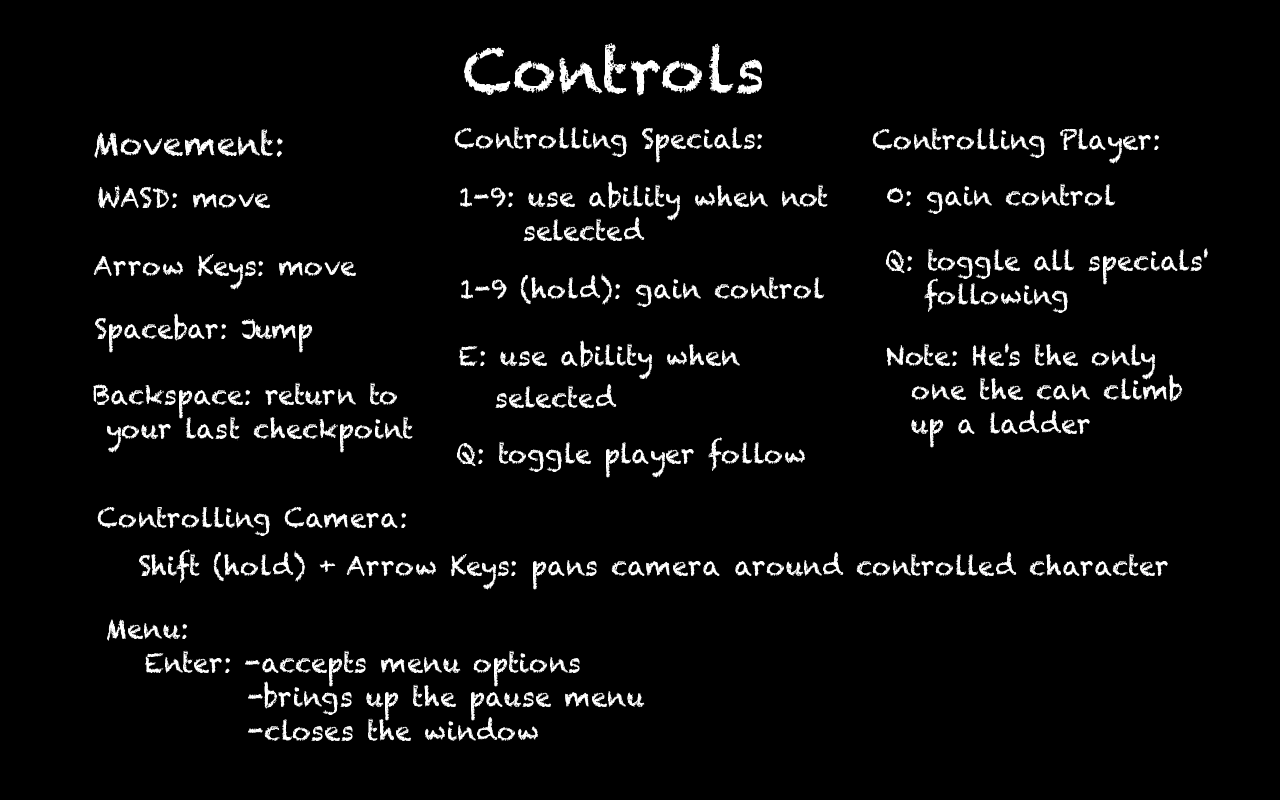 Controls
Movement:
WASD: move
Arrow Keys: move
Spacebar: Jump
Backspace: return to
your last checkpoint
Controlling Specials:
1-9: use ability when not
selected
1-9 (hold): gain control
E: use ability when
selected
Q: toggle player follow
Controlling Player:
0: gain control
Q: toggle all specials'
following
Note: He's the only
one the can climb
up a ladder
Controlling Camera:
Shift (hold) + Arrow Keys: pans camera around controlled character
Menu:
Enter: -accepts menu options
-brings up the pause menu
-closes the window